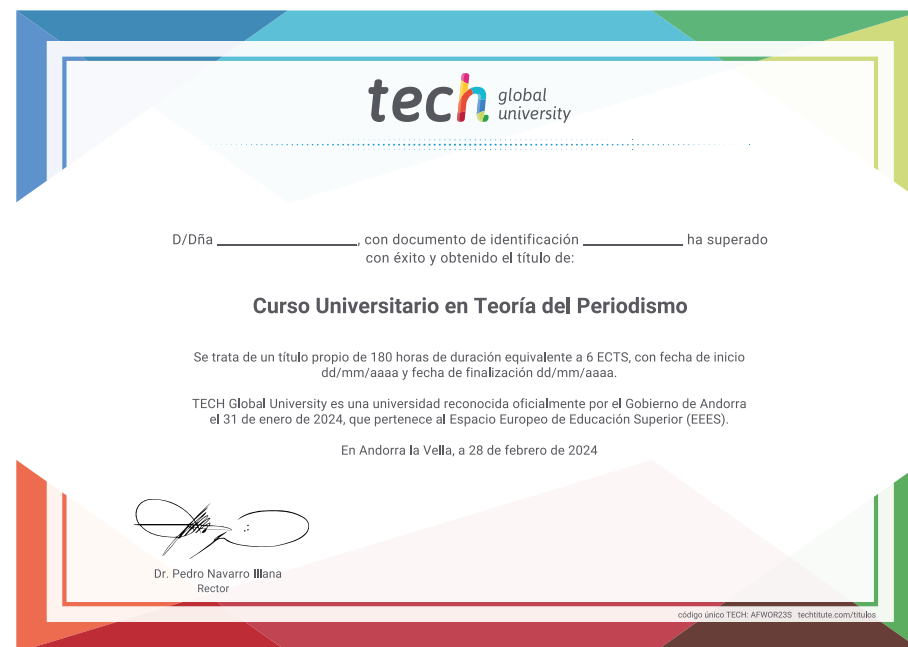 tech global
university
D/Dña ____________, con documento de identificación ____________ ha superado
con éxito y obtenido el título de:
Curso Universitario en Teoría del Periodismo
Se trata de un título propio de 180 horas de duración equivalente a 6 ECTS, con fecha de inicio
dd/mm/aaaa y fecha de finalización dd/mm/aaaa.
TECH Global University es una universidad reconocida oficialmente por el Gobierno de Andorra
el 31 de enero de 2024, que pertenece al Espacio Europeo de Educación Superior (EEES).
En Andorra la Vella, a 28 de febrero de 2024
Dr. Pedro Navarro Illana
Rector
código único TECH: AFWOR23S techtitute.com/titulos